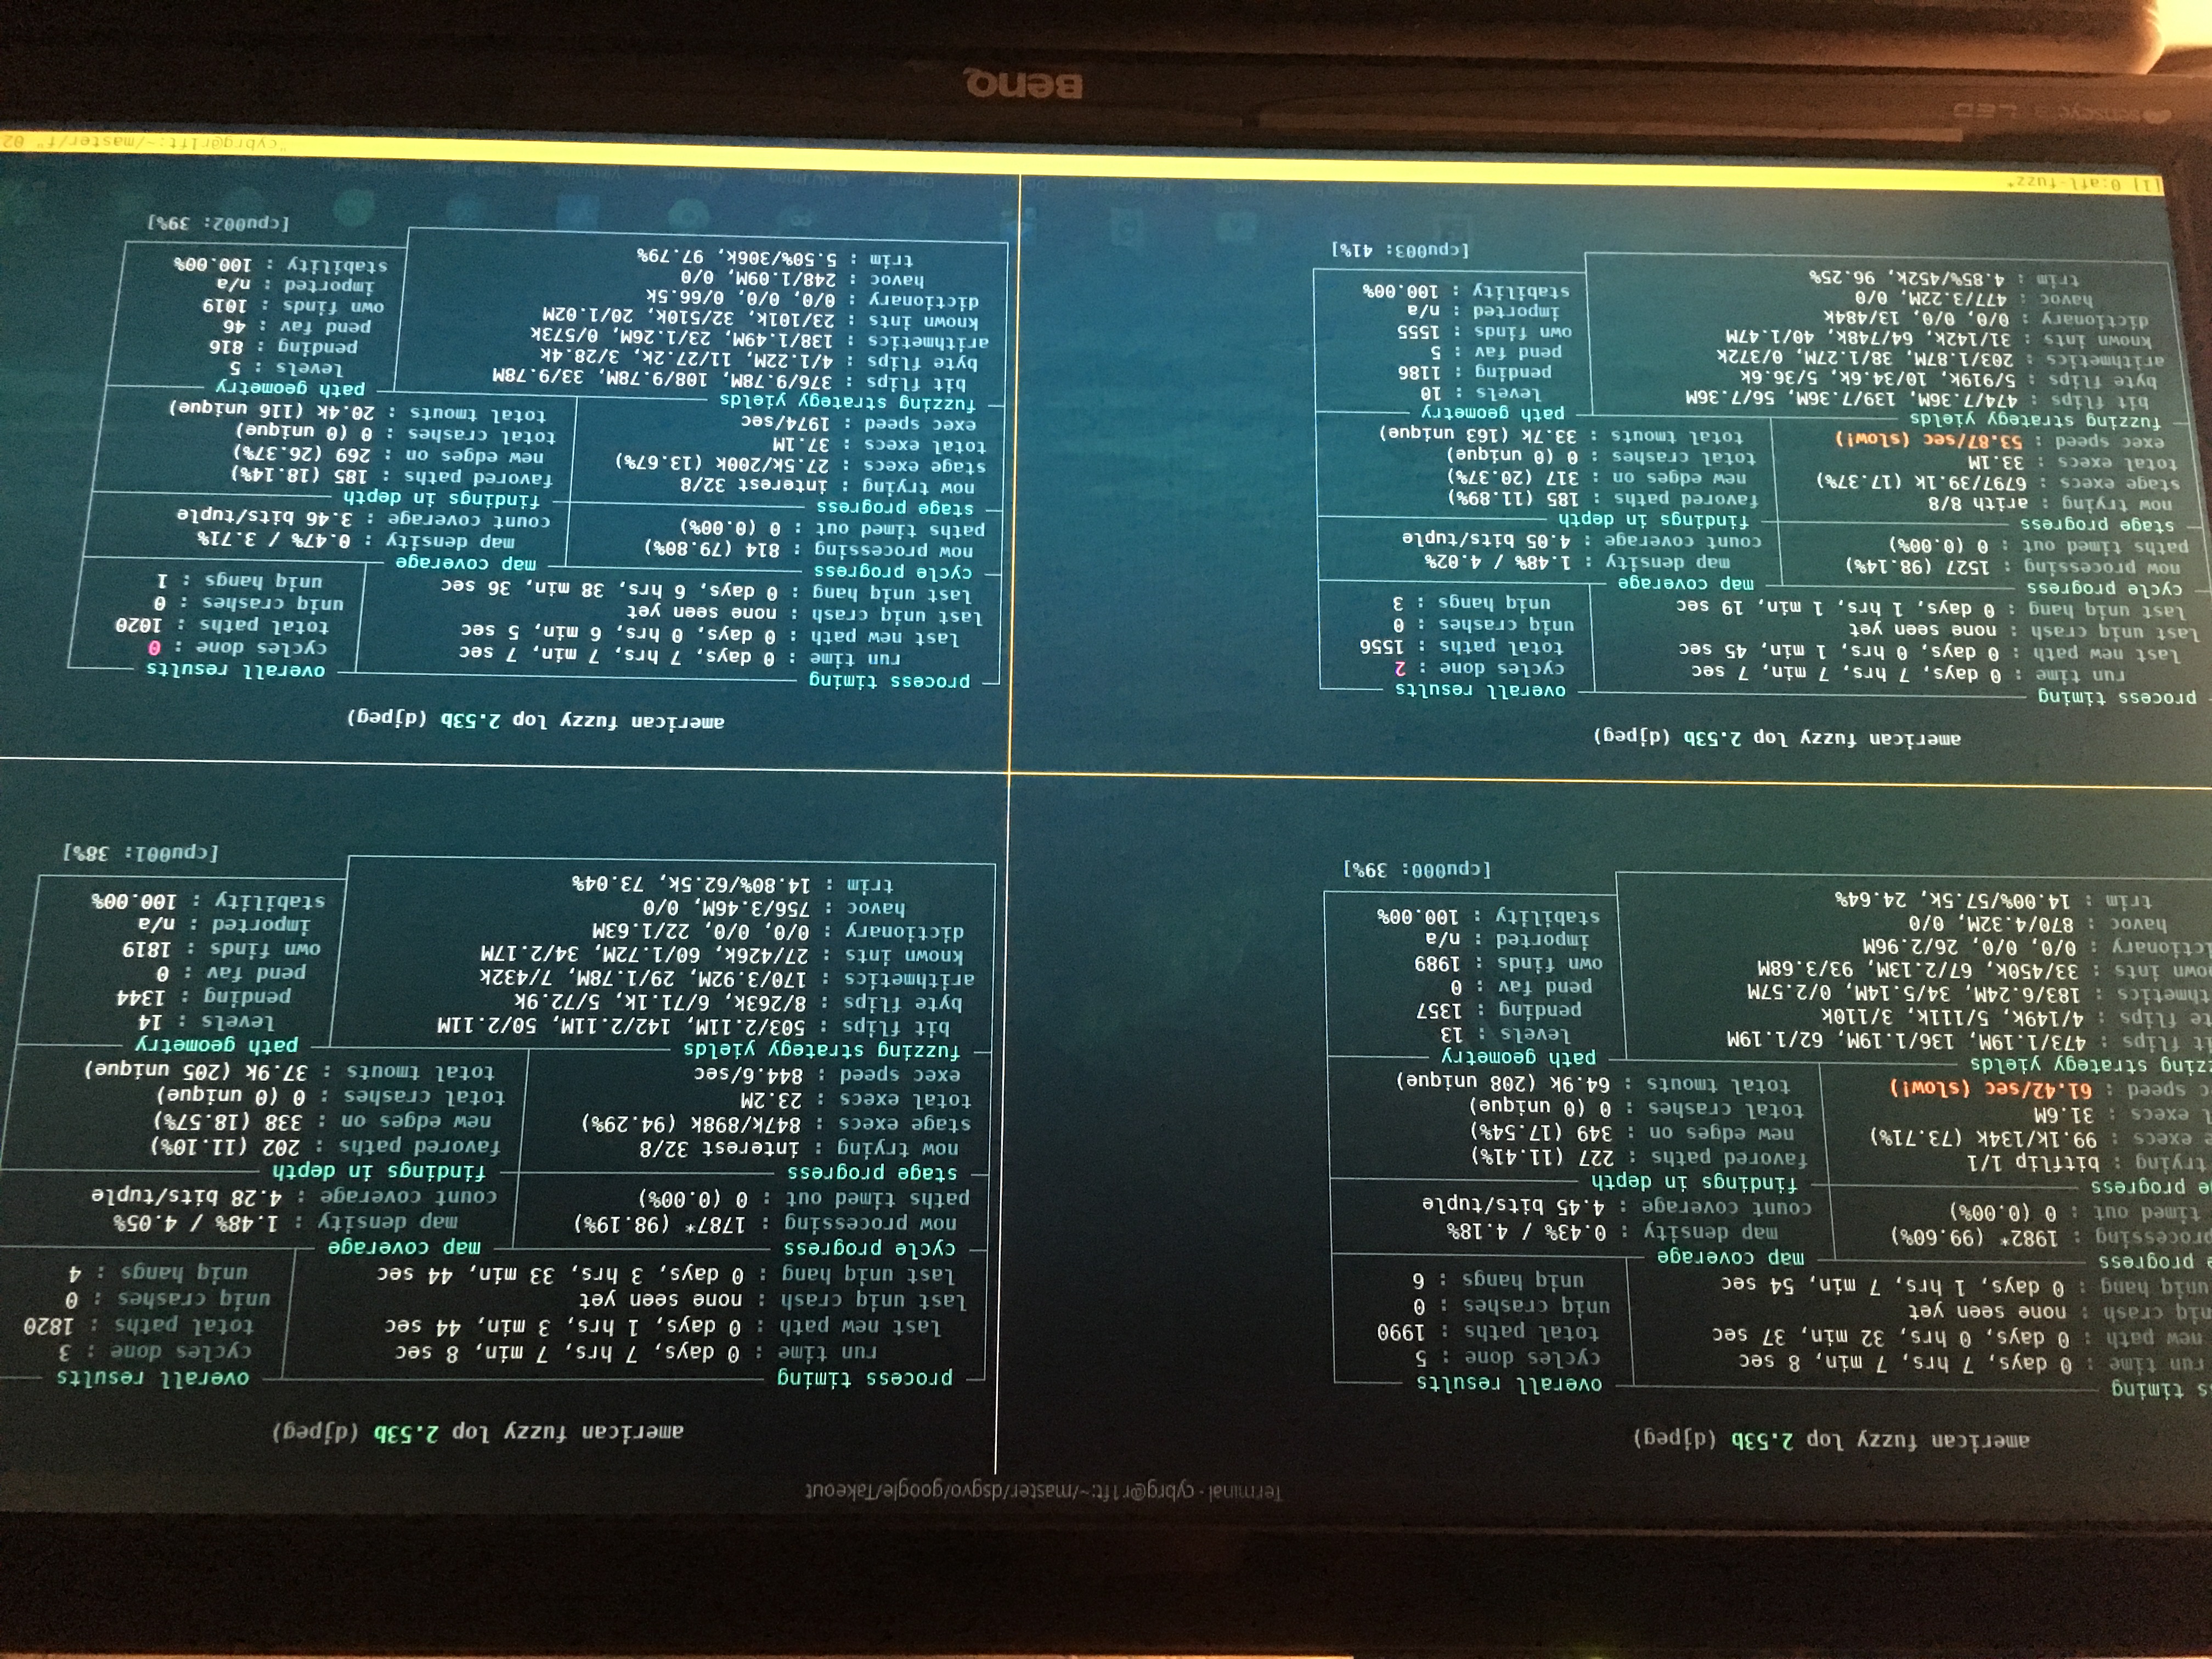 Terminal - cybrg@r1ft:~/master/dsgvo/google/Takeout
american fuzzy lop 2.53b (djpeg)
s timing
overall results
run time : 0 days, 7 hrs, 7 min, 8 sec
cycles done : 5
new path : 0 days, 0 hrs, 32 min, 37 sec
total paths : 1990
niq crash : none seen yet
uniq crashes : 0
uniq hang : 0 days, 1 hrs, 7 min, 54 sec
uniq hangs : 6
e progress
map coverage
processing : 1982* (99.60%)
map density : 0.43% / 4.18%
timed out : 0 (0.00%)
count coverage : 4.45 bits/tuple
ge progress
findings in depth
trying : bitflip 1/1
favored paths : 227 (11.41%)
e execs : 99.1k/134k (73.71%)
new edges on : 349 (17.54%)
l execs : 31.6M
total crashes : 0 (0 unique)
c speed : 61.42/sec (slow!)
total tmouts : 64.9k (208 unique)
zzing strategy yields
path geometry
it flips : 473/1.19M, 136/1.19M, 62/1.19M
levels : 13
te flips : 4/149k, 5/111k, 3/110k
pending : 1357
thmetics : 183/6.24M, 34/5.14M, 0/2.57M
pend fav : 0
own ints : 33/450k, 67/2.13M, 93/3.68M
own finds : 1989
ictionary : 0/0, 0/0, 26/2.96M
imported : n/a
havoc : 870/4.32M, 0/0
stability : 100.00%
trim : 14.00%/57.5k, 24.64%
[cpu000: 39%]
american fuzzy lop 2.53b (djpeg)
process timing
overall results
run time : 0 days, 7 hrs, 7 min, 8 sec
cycles done : 3
last new path : 0 days, 1 hrs, 3 min, 44 sec
total paths : 1820
last uniq crash : none seen yet
uniq crashes : 0
last uniq hang : 0 days, 3 hrs, 33 min, 44 sec
uniq hangs : 4
cycle progress
map coverage
now processing : 1787* (98.19%)
map density : 1.48% / 4.05%
paths timed out : 0 (0.00%)
count coverage : 4.28 bits/tuple
stage progress
findings in depth
now trying : interest 32/8
favored paths : 202 (11.10%)
stage execs : 847k/898k (94.29%)
new edges on : 338 (18.57%)
total execs : 23.2M
total crashes : 0 (0 unique)
exec speed : 844.6/sec
total tmouts : 37.9k (205 unique)
fuzzing strategy yields
path geometry
bit flips : 503/2.11M, 142/2.11M, 50/2.11M
levels : 14
byte flips : 8/263k, 6/71.1k, 5/72.9k
pending : 1344
arithmetics : 170/3.92M, 29/1.78M, 7/432k
pend fav : 0
known ints : 27/426k, 60/1.72M, 34/2.17M
own finds : 1819
dictionary : 0/0, 0/0, 22/1.63M
imported : n/a
havoc : 756/3.46M, 0/0
stability : 100.00%
trim : 14.80%/62.5k, 73.04%
[cpu001: 38%]
american fuzzy lop 2.53b (djpeg)
process timing
overall results
run time : 0 days, 7 hrs, 7 min, 7 sec
cycles done : 2
last new path : 0 days, 0 hrs, 1 min, 45 sec
total paths : 1556
last uniq crash : none seen yet
uniq crashes : 0
last uniq hang : 0 days, 1 hrs, 1 min, 19 sec
uniq hangs : 3
cycle progress
map coverage
now processing : 1527 (98.14%)
map density : 1.48% / 4.02%
paths timed out : 0 (0.00%)
count coverage : 4.05 bits/tuple
stage progress
findings in depth
now trying : arith 8/8
favored paths : 185 (11.89%)
stage execs : 6797/39.1k (17.37%)
new edges on : 317 (20.37%)
total execs : 33.1M
total crashes : 0 (0 unique)
exec speed : 53.87/sec (slow!)
total tmouts : 33.7k (163 unique)
fuzzing strategy yields
path geometry
bit flips : 474/7.36M, 139/7.36M, 56/7.36M
levels : 10
byte flips : 5/919k, 10/34.6k, 5/36.6k
pending : 1186
arithmetics : 203/1.87M, 38/1.27M, 0/372k
pend fav : 5
known ints : 31/142k, 64/748k, 40/1.47M
own finds : 1555
dictionary : 0/0, 0/0, 13/484k
imported : n/a
havoc : 477/3.22M, 0/0
stability : 100.00%
trim : 4.85%/452k, 96.25%
[cpu003: 41%]
american fuzzy lop 2.53b (djpeg)
process timing
overall results
run time : 0 days, 7 hrs, 7 min, 7 sec
cycles done : 0
last new path : 0 days, 0 hrs, 6 min, 5 sec
total paths : 1020
last uniq crash : none seen yet
uniq crashes : 0
last uniq hang : 0 days, 6 hrs, 38 min, 36 sec
uniq hangs : 1
cycle progress
map coverage
now processing : 814 (79.80%)
map density : 0.47% / 3.71%
paths timed out : 0 (0.00%)
count coverage : 3.46 bits/tuple
stage progress
findings in depth
now trying : interest 32/8
favored paths : 185 (18.14%)
stage execs : 27.5k/200k (13.67%)
new edges on : 269 (26.37%)
total execs : 37.1M
total crashes : 0 (0 unique)
exec speed : 1974/sec
total tmouts : 20.4k (116 unique)
fuzzing strategy yields
path geometry
bit flips : 376/9.78M, 108/9.78M, 33/9.78M
levels : 5
byte flips : 4/1.22M, 11/27.2k, 3/28.4k
pending : 816
arithmetics : 138/1.49M, 23/1.26M, 0/573k
pend fav : 46
known ints : 23/101k, 32/510k, 20/1.02M
own finds : 1019
dictionary : 0/0, 0/0, 0/66.5k
imported : n/a
havoc : 248/1.09M, 0/0
stability : 100.00%
trim : 5.50%/306k, 97.79%
[cpu002: 39%]
[1] 0:afl-fuzz*
"cybrg@r1ft:~/master/f" 02
senseye 3 LED
BenQ